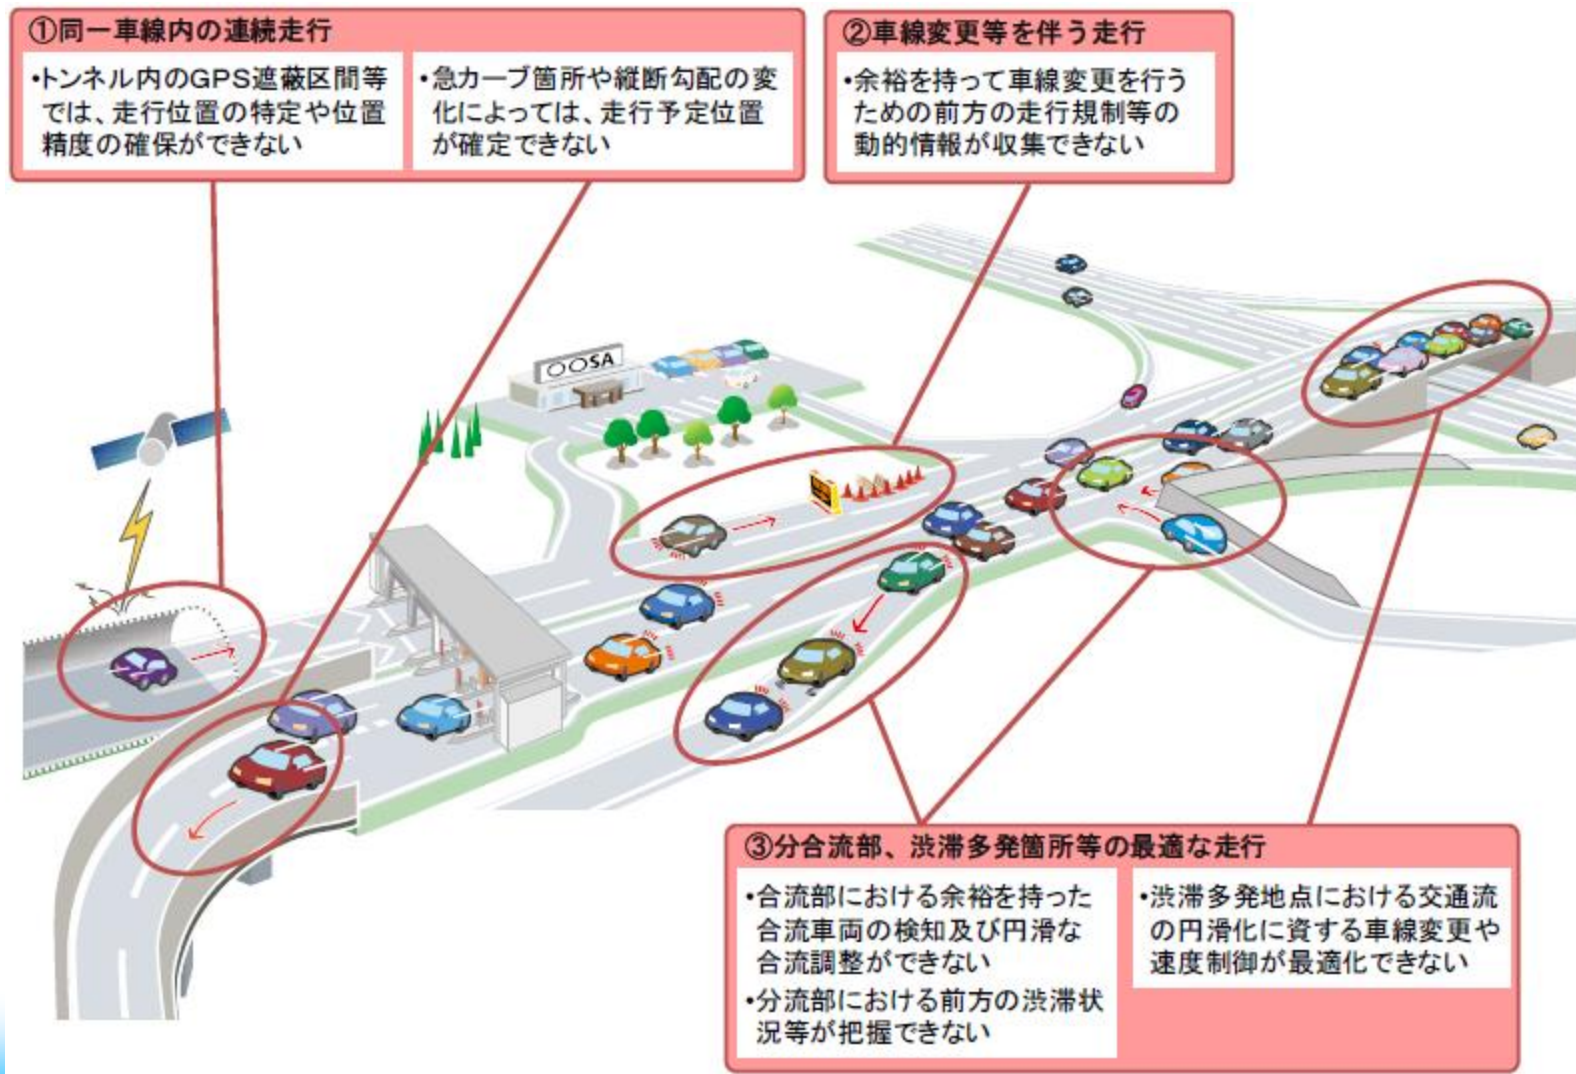 ①同一車線内の連続走行
・トンネル内のGPS遮蔽区間等
では、走行位置の特定や位置
精度の確保ができない
・急カーブ箇所や縦断勾配の変
化によっては、走行予定位置
が確定できない
②車線変更等を伴う走行
・余裕を持って車線変更を行う
ための前方の走行規制等の
動的情報が収集できない
〇〇SA
③分合流部、渋滞多発箇所等の最適な走行
・合流部における余裕を持った
合流車両の検知及び円滑な
合流調整ができない
・分流部における前方の渋滞状
況等が把握できない
・渋滞多発地点における交通流
の円滑化に資する車線変更や
速度制御が最適化できない